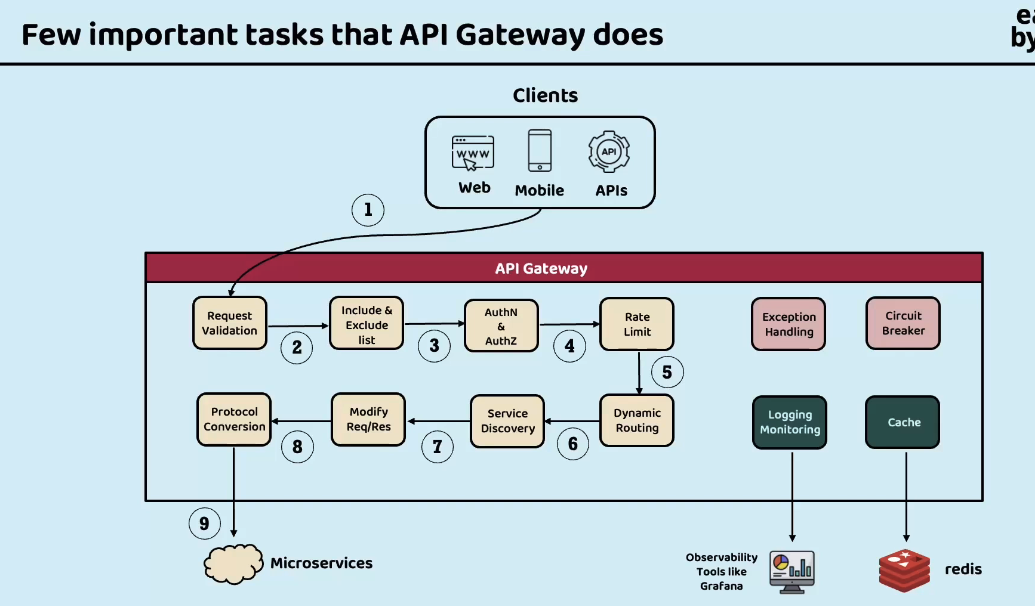 Few important tasks that API Gateway does
ea
by
Clients
www
API
Web
Mobile
APIs
1
API Gateway
Request
Validation
Include &
Exclude
list
AuthN
&
AuthZ
Rate
Limit
Exception
Handling
Circuit
Breaker
2
3
4
5
Protocol
Conversion
Modify
Req/Res
Service
Discovery
Dynamic
Routing
Logging
Monitoring
Cache
8
7
6
9
Microservices
Observability
Tools like
Grafana
redis